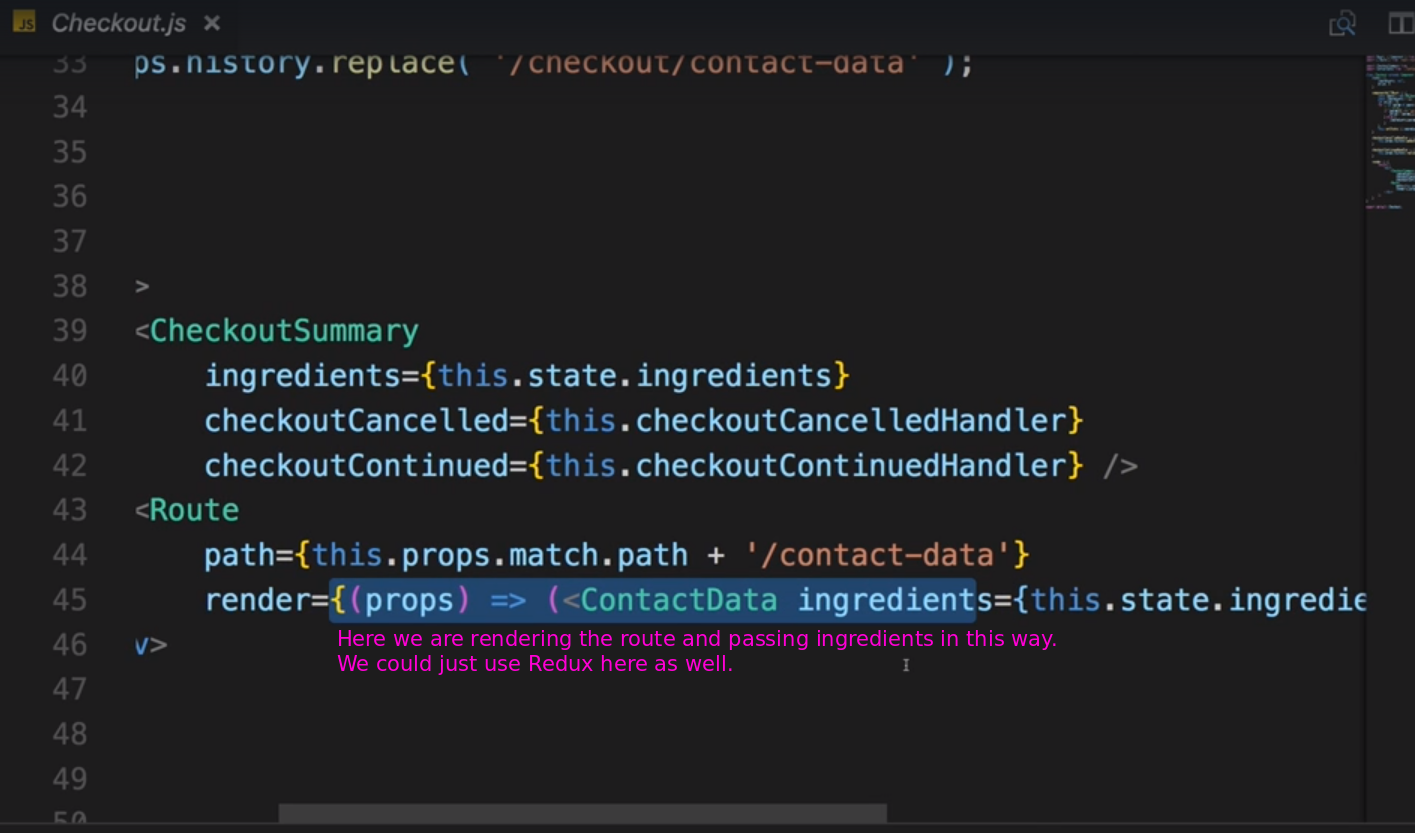 JS Checkout.js ×
33 ps.history.replace( '/checkout/contact-data' );
34
35
36
37
38 >
39 <CheckoutSummary
40 ingredients={this.state.ingredients}
41 checkoutCancelled={this.checkoutCancelledHandler}
42 checkoutContinued={this.checkoutContinuedHandler} />
43 <Route
44 path={this.props.match.path + '/contact-data'}
45 render={(props) => (<ContactData ingredients={this.state.ingredie
Here we are rendering the route and passing ingredients in this way.
46 v>
We could just use Redux here as well.
47
48
49
50